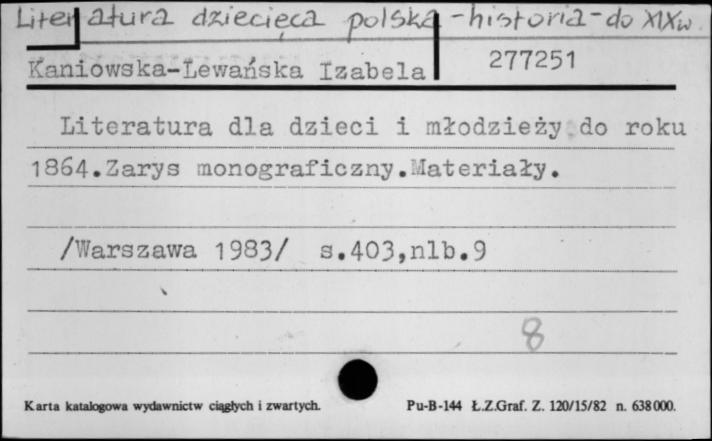 Literatura dziecięca polska - historia - do XIXw.
Kaniowska-Lewańska Izabela 277251
Literatura dla dzieci i młodzieży do roku
1864.Zarys monograficzny.Materiały.
/Warszawa 1983/ s.403,nlb.9
8
Karta katalogowa wydawnictw ciągłych i zwartych. Pu-B-144 Ł.Z.Graf. Z. 120/15/82 n. 638000.